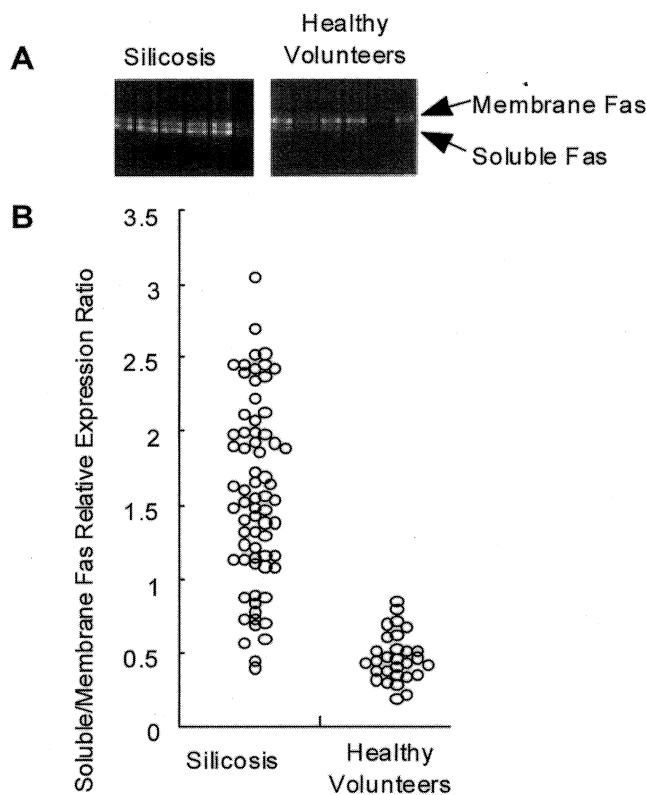 A
Silicosis
Healthy
Volunteers
Membrane Fas
Soluble Fas
B
Soluble/Membrane Fas Relative Expression Ratio
3.5
3
2.5
2
1.5
1
0.5
0
Silicosis
Healthy
Volunteers